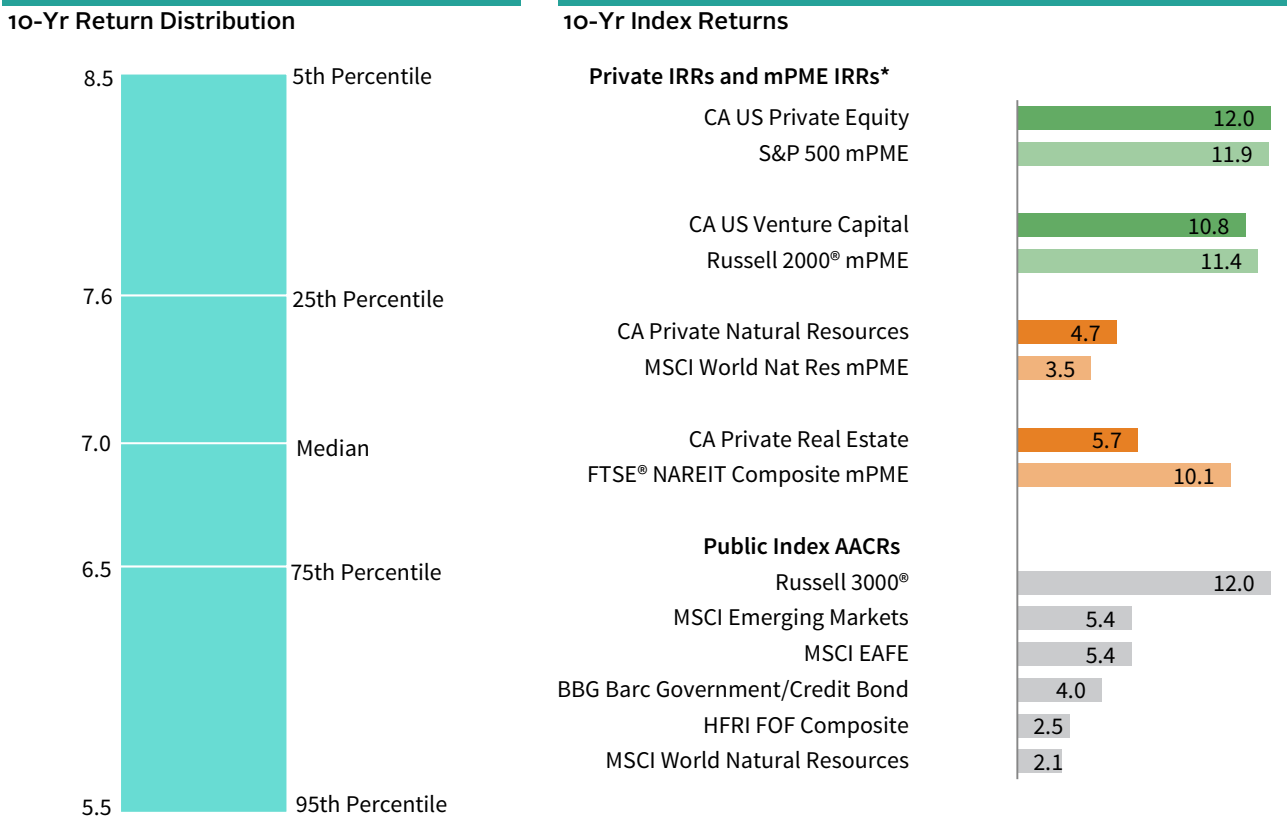 10-Yr Return Distribution
8.5 5th Percentile
7.6 25th Percentile
7.0 Median
6.5 75th Percentile
5.5 95th Percentile
10-Yr Index Returns
Private IRRs and mPME IRRs*
CA US Private Equity 12.0
S&P 500 mPME 11.9
CA US Venture Capital 10.8
Russell 2000® mPME 11.4
CA Private Natural Resources 4.7
MSCI World Nat Res mPME 3.5
CA Private Real Estate 5.7
FTSE® NAREIT Composite mPME 10.1
Public Index AACRs
Russell 3000® 12.0
MSCI Emerging Markets 5.4
MSCI EAFE 5.4
BBG Barc Government/Credit Bond 4.0
HFRI FOF Composite 2.5
MSCI World Natural Resources 2.1